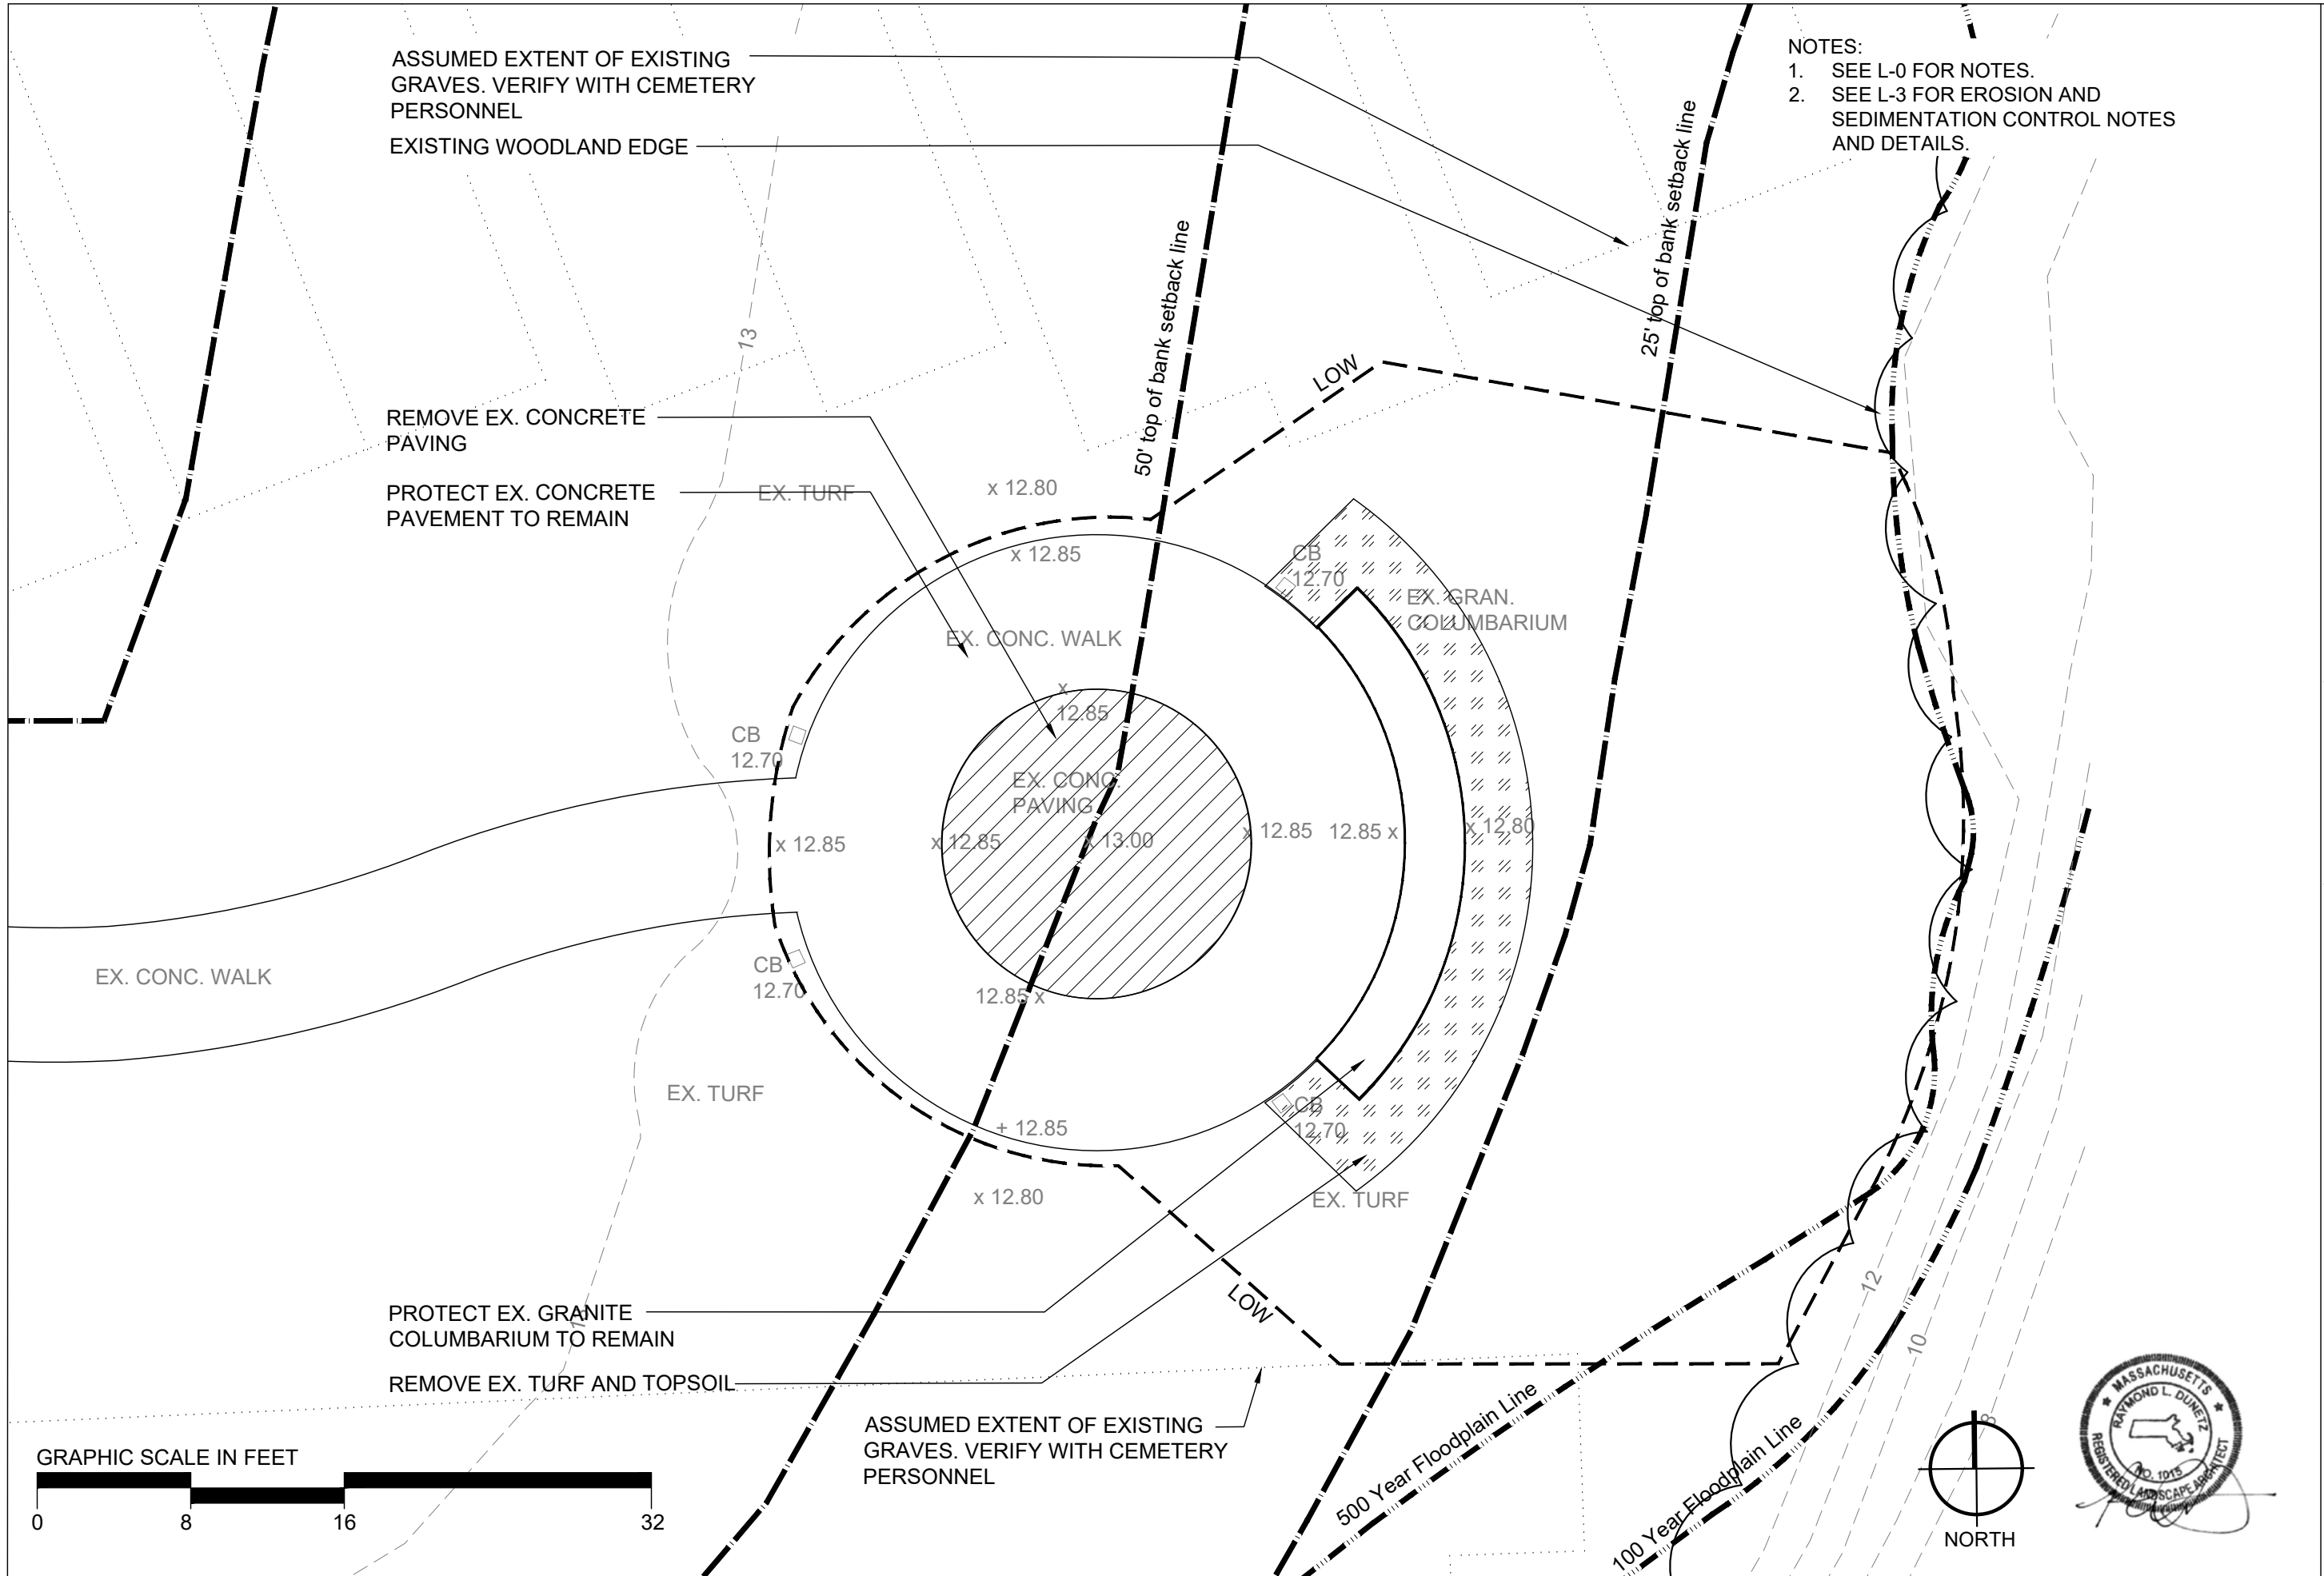 ASSUMED EXTENT OF EXISTING
GRAVES. VERIFY WITH CEMETERY
PERSONNEL
EXISTING WOODLAND EDGE
NOTES:
1. SEE L-0 FOR NOTES.
2. SEE L-3 FOR EROSION AND
SEDIMENTATION CONTROL NOTES
AND DETAILS.
50' top of bank setback line
25' top of bank setback line
13
LOW
REMOVE EX. CONCRETE
PAVING
PROTECT EX. CONCRETE
PAVEMENT TO REMAIN
EX. TURF
x 12.80
x 12.85
CB
12.70
EX. GRAN.
COLUMBARIUM
EX. CONC. WALK
x
12.85
CB
12.70
EX. CONC.
PAVING
x 12.85
x 12.85
x 13.00
x 12.85
12.85 x
x 12.80
EX. CONC. WALK
CB
12.70
12.85 x
EX. TURF
+ 12.85
CB
12.70
x 12.80
EX. TURF
LOW
12
10
8
PROTECT EX. GRANITE
COLUMBARIUM TO REMAIN
13
REMOVE EX. TURF AND TOPSOIL
ASSUMED EXTENT OF EXISTING
GRAVES. VERIFY WITH CEMETERY
PERSONNEL
500 Year Floodplain Line
100 Year Floodplain Line
GRAPHIC SCALE IN FEET
0 8 16 32
NORTH
MASSACHUSETTS
RAYMOND L. DUNETZ
NO. 1015
REGISTERED LANDSCAPE ARCHITECT